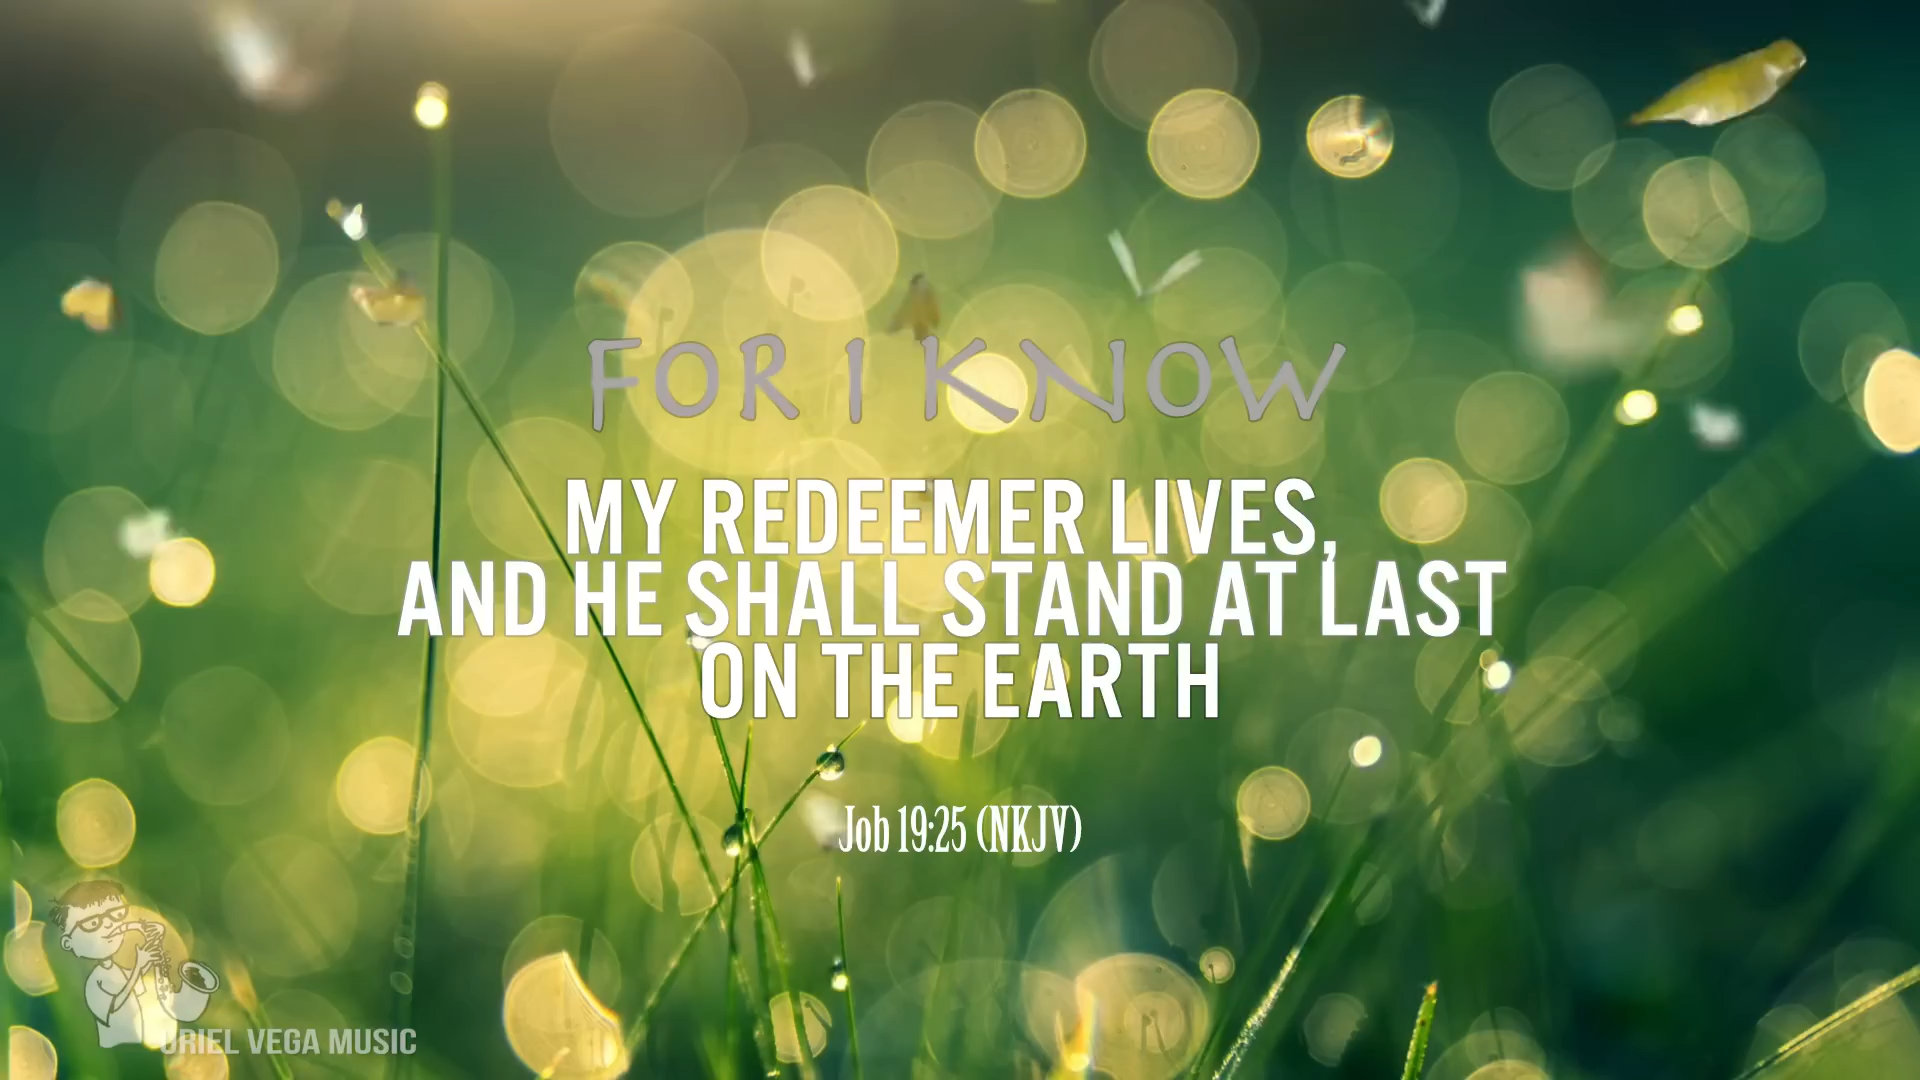 FOR I KNOW
MY REDEEMER LIVES,
AND HE SHALL STAND AT LAST
ON THE EARTH
Job 19:25 (NKJV)
URIEL VEGA MUSIC